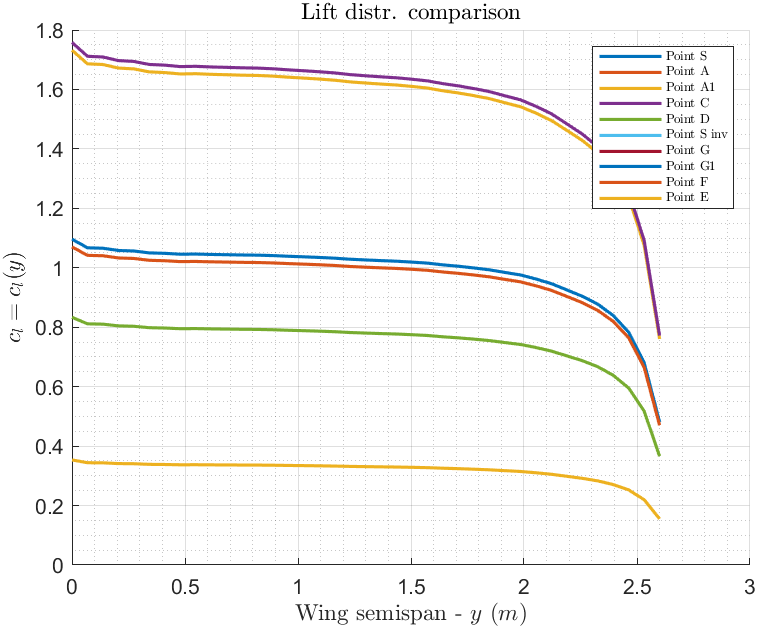 Lift distr. comparison
1.8
1.6
1.4
1.2
1
0.8
0.6
0.4
0.2
0
c_l = c_l(y)
Point S
Point A
Point A1
Point C
Point D
Point S inv
Point G
Point G1
Point F
Point E
0 0.5 1 1.5 2 2.5 3
Wing semispan - y (m)